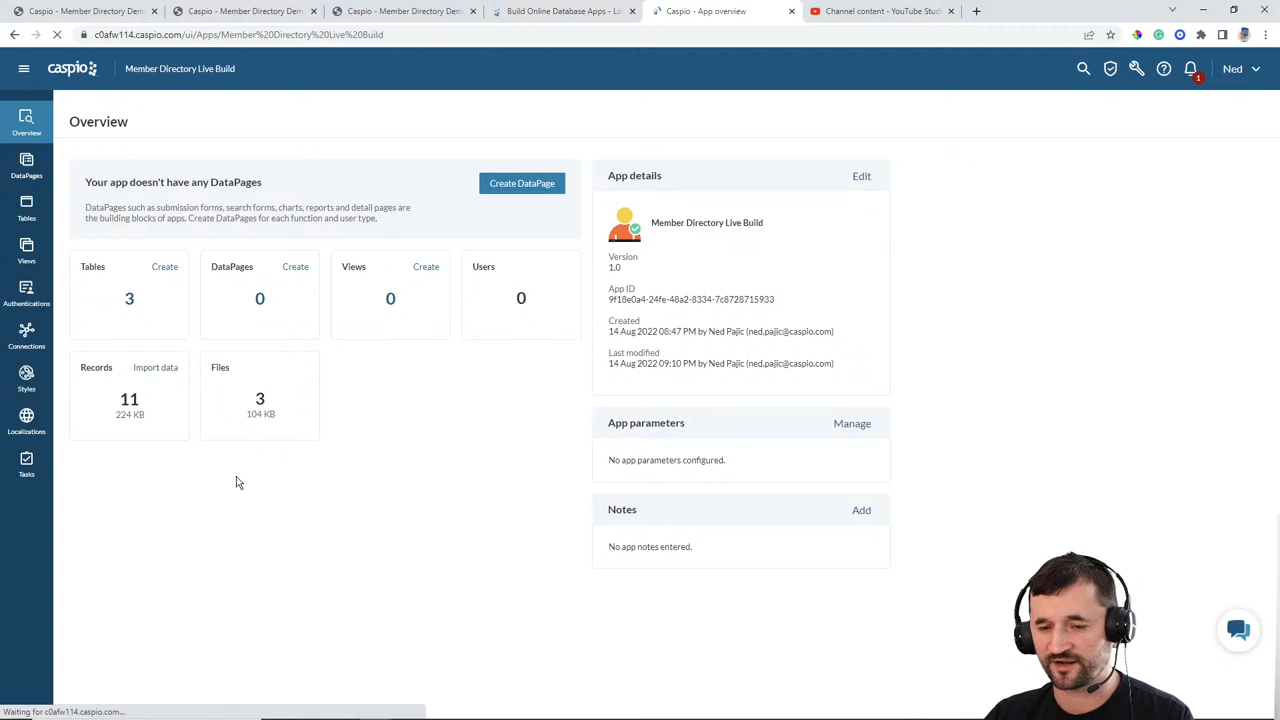 Caspio - Member Directory Dem
Caspio - Member Directory Dem
Caspio - Member Directory Dem
Build Online Database Apps - Lo
Caspio - App overview
Channel content - YouTube Stud
c0afw114.caspio.com/ui/Apps/Member%20Directory%20Live%20Build
caspio
Member Directory Live Build
1
Ned
Overview
DataPages
Tables
Views
Authentications
Connections
Styles
Localizations
Tasks
Overview
Your app doesn't have any DataPages
DataPages such as submission forms, search forms, charts, reports and detail pages are
the building blocks of apps. Create DataPages for each function and user type.
Create DataPage
Tables
Create
3
DataPages
Create
0
Views
Create
0
Users
0
Records
Import data
11
224 KB
Files
3
104 KB
App details
Edit
Member Directory Live Build
Version
1.0
App ID
9f18e0a4-24fe-48a2-8334-7c8728715933
Created
14 Aug 2022 08:47 PM by Ned Pajic (ned.pajic@caspio.com)
Last modified
14 Aug 2022 09:10 PM by Ned Pajic (ned.pajic@caspio.com)
App parameters
Manage
No app parameters configured.
Notes
Add
No app notes entered.
Waiting for c0afw114.caspio.com...